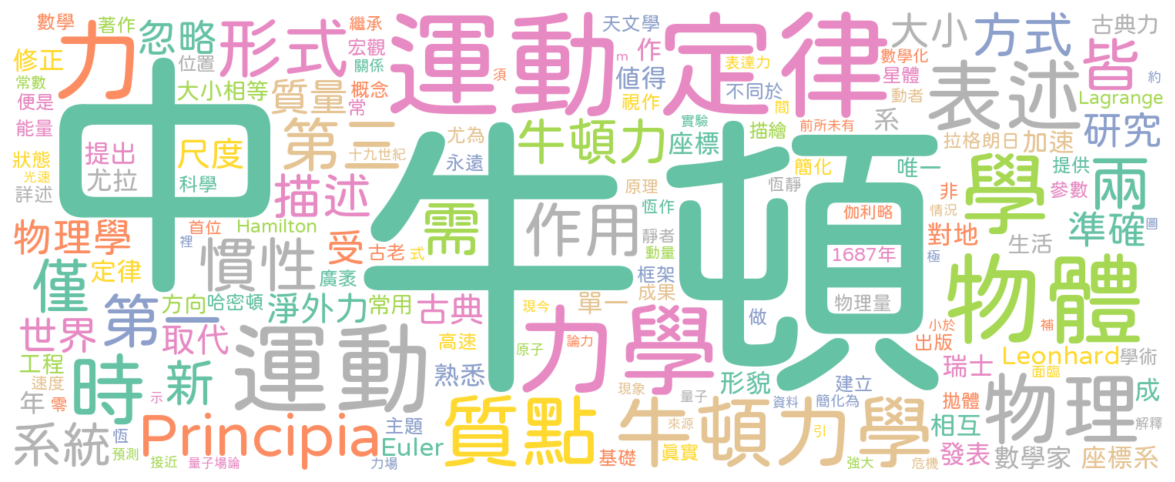 數學 著作 忽略 形式 繼承 宏觀 關係 運動定律 天文學 作 m 值得 表達力 視作 不同於 大小 方式 數學化 星體 皆 古典力 約
修正 位置 力 常數 便是 大小相等 質量 概念 常 須 間 動者 表述 Lagrange
能量 中 提出 尺度 第三 十九世紀 尤為 牛頓力 座標 實驗 描繪 前所未有 系 拉格朗日 加速 研究
狀態 光速 詳述 尤拉 科學 描述 永遠 牛頓 簡化 唯一 學 非 參數 提供 兩
物理學 首位 Hamilton 慣性 受 古老 式 需 原理 作用 恆作 靜者 動量 恆靜 伽利略 情況 對地 生活 準確 圖
僅 定律 廣袤 框架 1687年 極
世界 第一 方向 哈密頓 淨外力 常用 古典 現今 單一 成果 做 物理量 物體 小於 出版 補
工程 取代 運動 高速 原子 力學 論力 瑞士 Leonhard 學術 面臨
速度 零 年 時 新 示 熟悉 現象 量子 形貌 建立 資料 簡化為 拋體 物理 成 解釋
系統 恆 預測 Principia 接近 量子場論 主題 Euler 力場 質點 來源 基礎 牛頓力學 真實 引 強大 危機 相互 發表 數學家 座標系